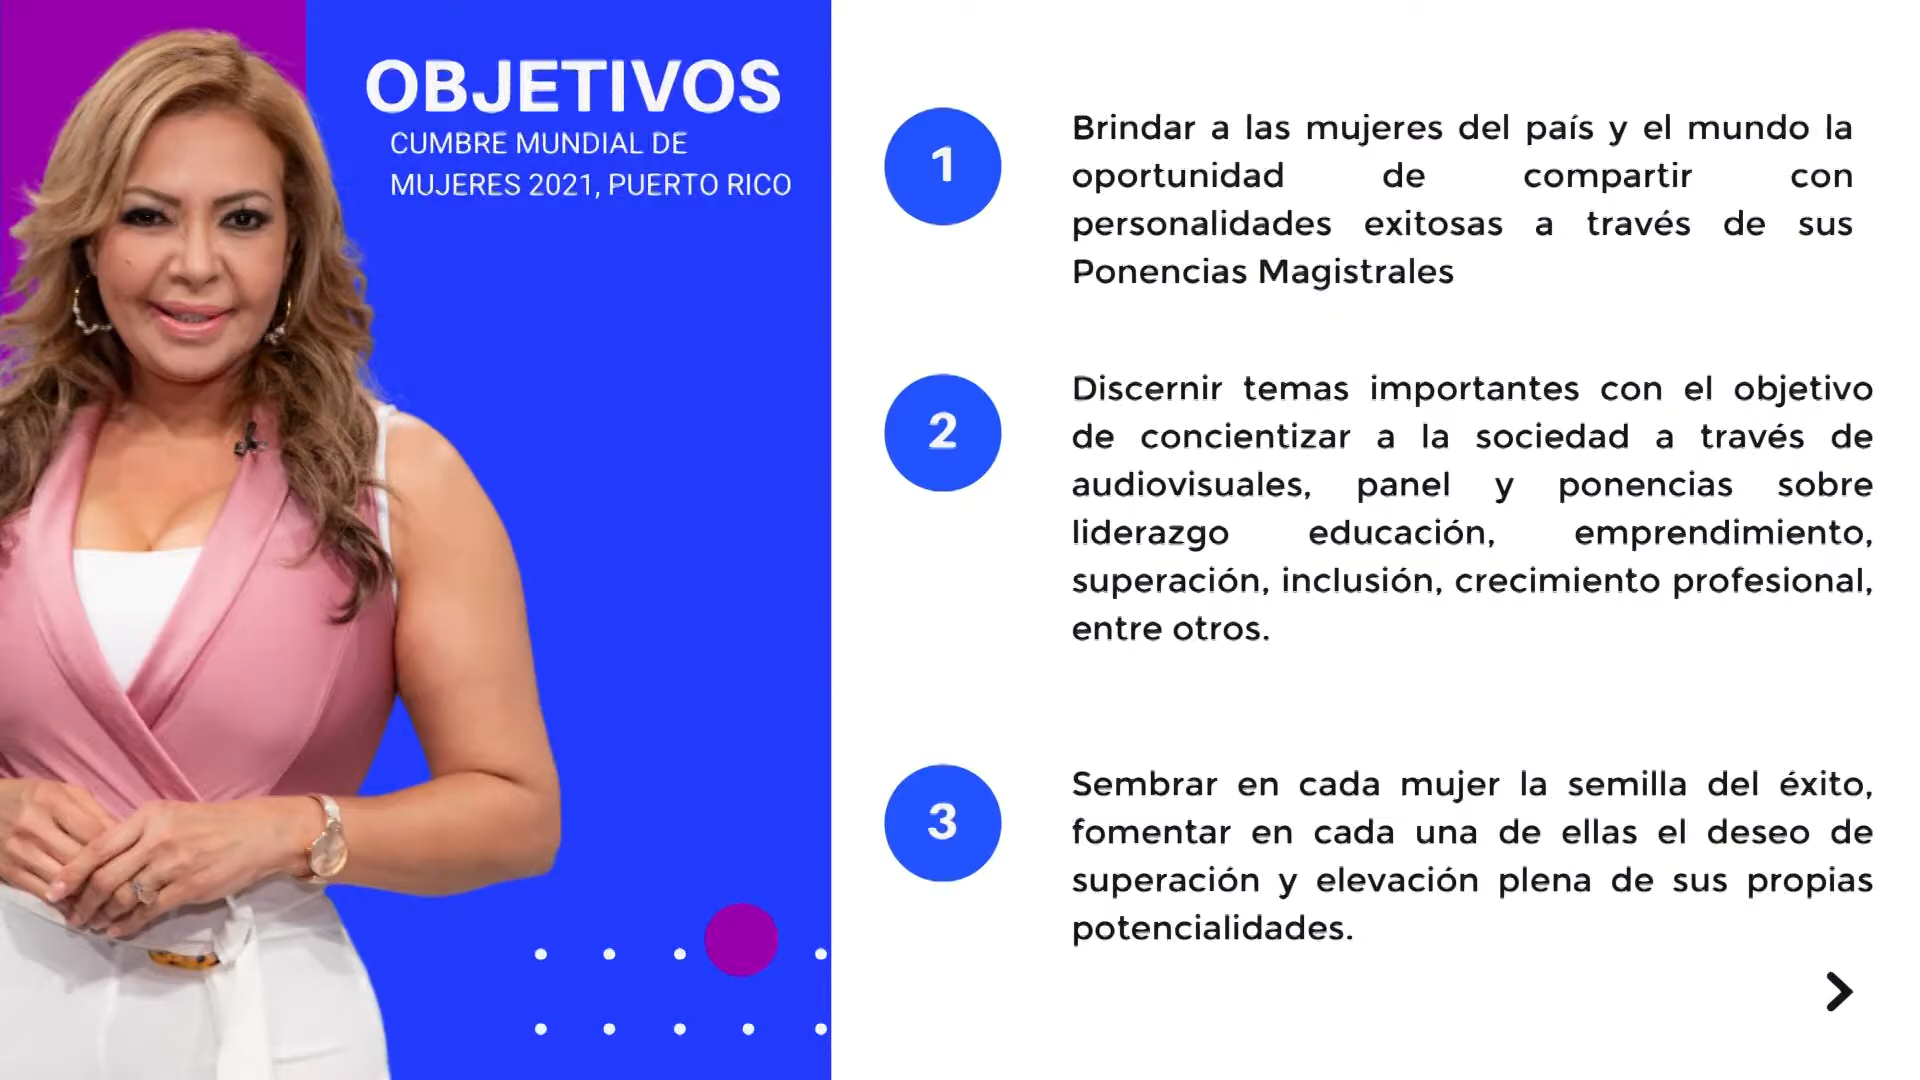 OBJETIVOS
CUMBRE MUNDIAL DE
MUJERES 2021, PUERTO RICO
1
Brindar a las mujeres del país y el mundo la
oportunidad de compartir con
personalidades exitosas a través de sus
Ponencias Magistrales
2
Discernir temas importantes con el objetivo
de concientizar a la sociedad a través de
audiovisuales, panel y ponencias sobre
liderazgo educación, emprendimiento,
superación, inclusión, crecimiento profesional,
entre otros.
3
Sembrar en cada mujer la semilla del éxito,
fomentar en cada una de ellas el deseo de
superación y elevación plena de sus propias
potencialidades.